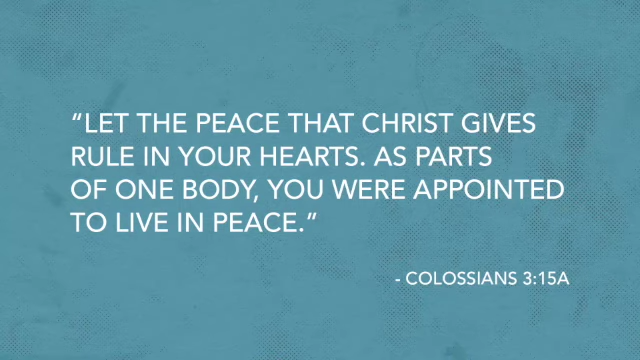 “LET THE PEACE THAT CHRIST GIVES
RULE IN YOUR HEARTS. AS PARTS
OF ONE BODY, YOU WERE APPOINTED
TO LIVE IN PEACE.”
- COLOSSIANS 3:15A